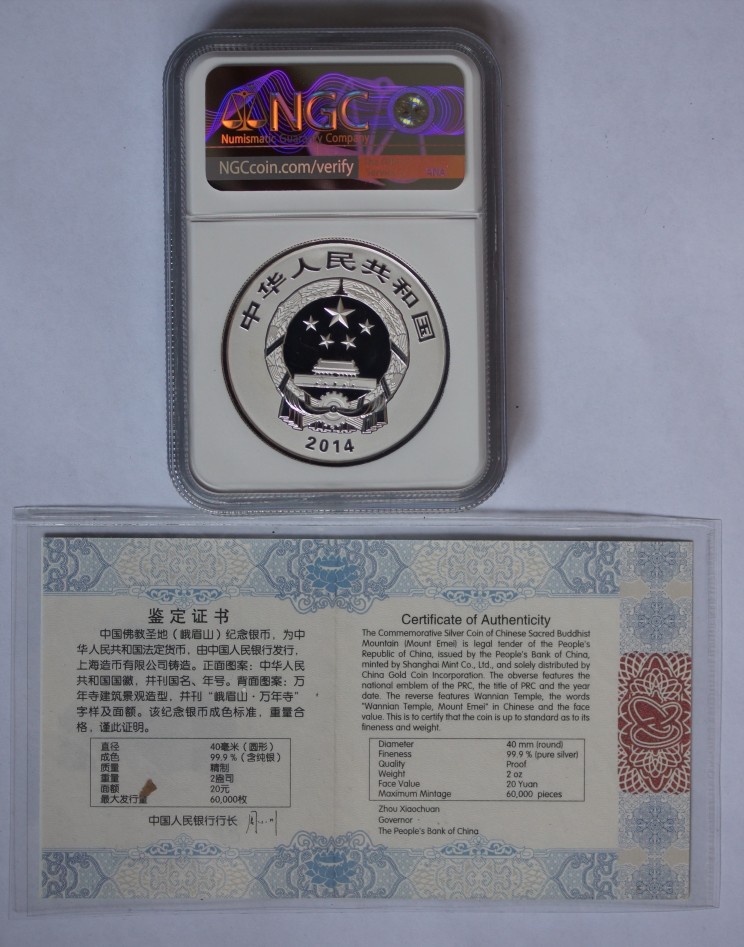 NGC
Numismatic Guaranty Company
NGCcoin.com/verify
中华人民共和国
2014
鉴定证书
中国佛教圣地（峨眉山）纪念银币，为中
华人民共和国法定货币，由中国人民银行发行，
上海造币有限公司铸造。正面图案：中华人民
共和国国徽，并刊国名、年号。背面图案：万
年寺建筑景观造型，并刊“峨眉山·万年寺”
字样及面额。该纪念银币成色标准，重量合
格，谨此证明。
直径 40毫米（圆形）
成色 99.9％（含纯银）
质量 精制
重量 2盎司
面额 20元
最大发行量 60,000枚
中国人民银行行长
Certificate of Authenticity
The Commemorative Silver Coin of Chinese Sacred Buddhist
Mountain (Mount Emei) is legal tender of the People's
Republic of China, issued by the People's Bank of China,
minted by Shanghai Mint Co., Ltd., and solely distributed by
China Gold Coin Incorporation. The obverse features the
national emblem of the PRC, the title of PRC and the year
date. The reverse features Wannian Temple, the words
"Wannian Temple, Mount Emei" in Chinese and the face
value. This is to certify that the coin is up to standard as to its
fineness and weight.
Diameter 40 mm (round)
Fineness 99.9 % (pure silver)
Quality Proof
Weight 2 oz
Face Value 20 Yuan
Maximum Mintage 60,000 pieces
Zhou Xiaochuan
Governor
The People's Bank of China